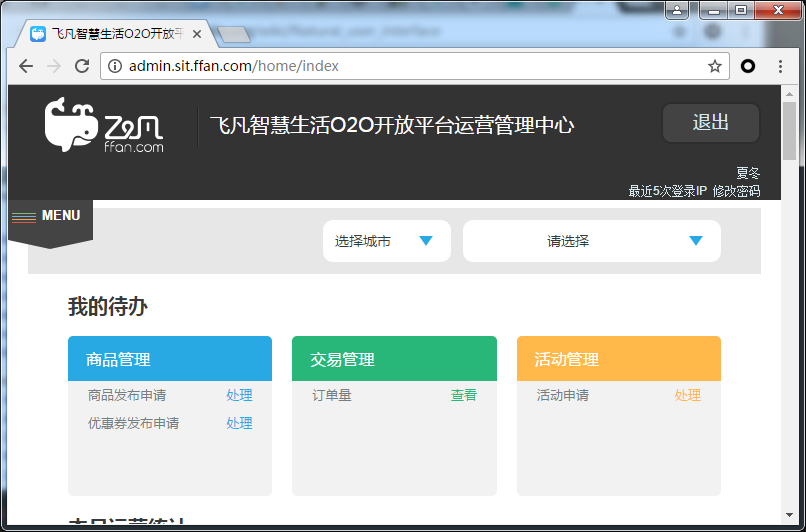 飞凡智慧生活O2O开放平
admin.sit.ffan.com/home/index
飞凡
ffan.com
飞凡智慧生活O2O开放平台运营管理中心
退出
夏冬
最近5次登录IP 修改密码
MENU
选择城市
请选择
我的待办
商品管理
商品发布申请 处理
优惠券发布申请 处理
交易管理
订单量 查看
活动管理
活动申请 处理